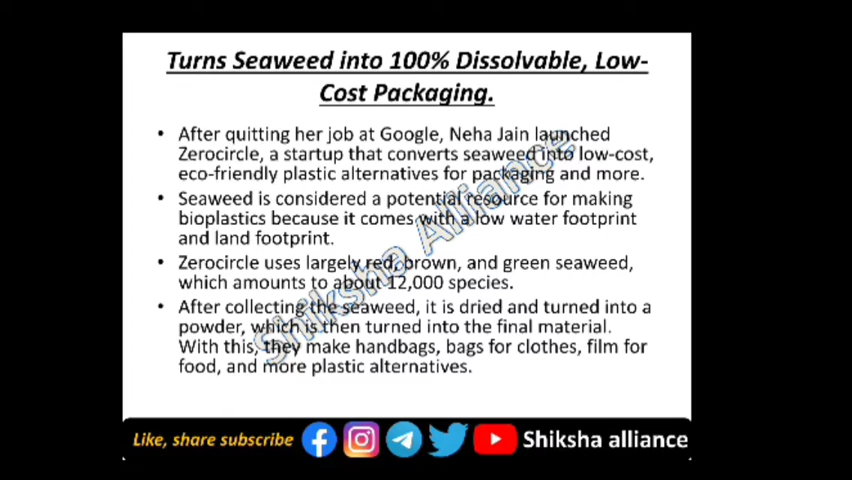 Turns Seaweed into 100% Dissolvable, Low-
Cost Packaging.
• After quitting her job at Google, Neha Jain launched
Zerocircle, a startup that converts seaweed into low-cost,
eco-friendly plastic alternatives for packaging and more.
• Seaweed is considered a potential resource for making
bioplastics because it comes with a low water footprint
and land footprint.
• Zerocircle uses largely red, brown, and green seaweed,
which amounts to about 12,000 species.
• After collecting the seaweed, it is dried and turned into a
powder, which is then turned into the final material.
With this, they make handbags, bags for clothes, film for
food, and more plastic alternatives.
Shiksha Alliance
Like, share subscribe
Shiksha alliance